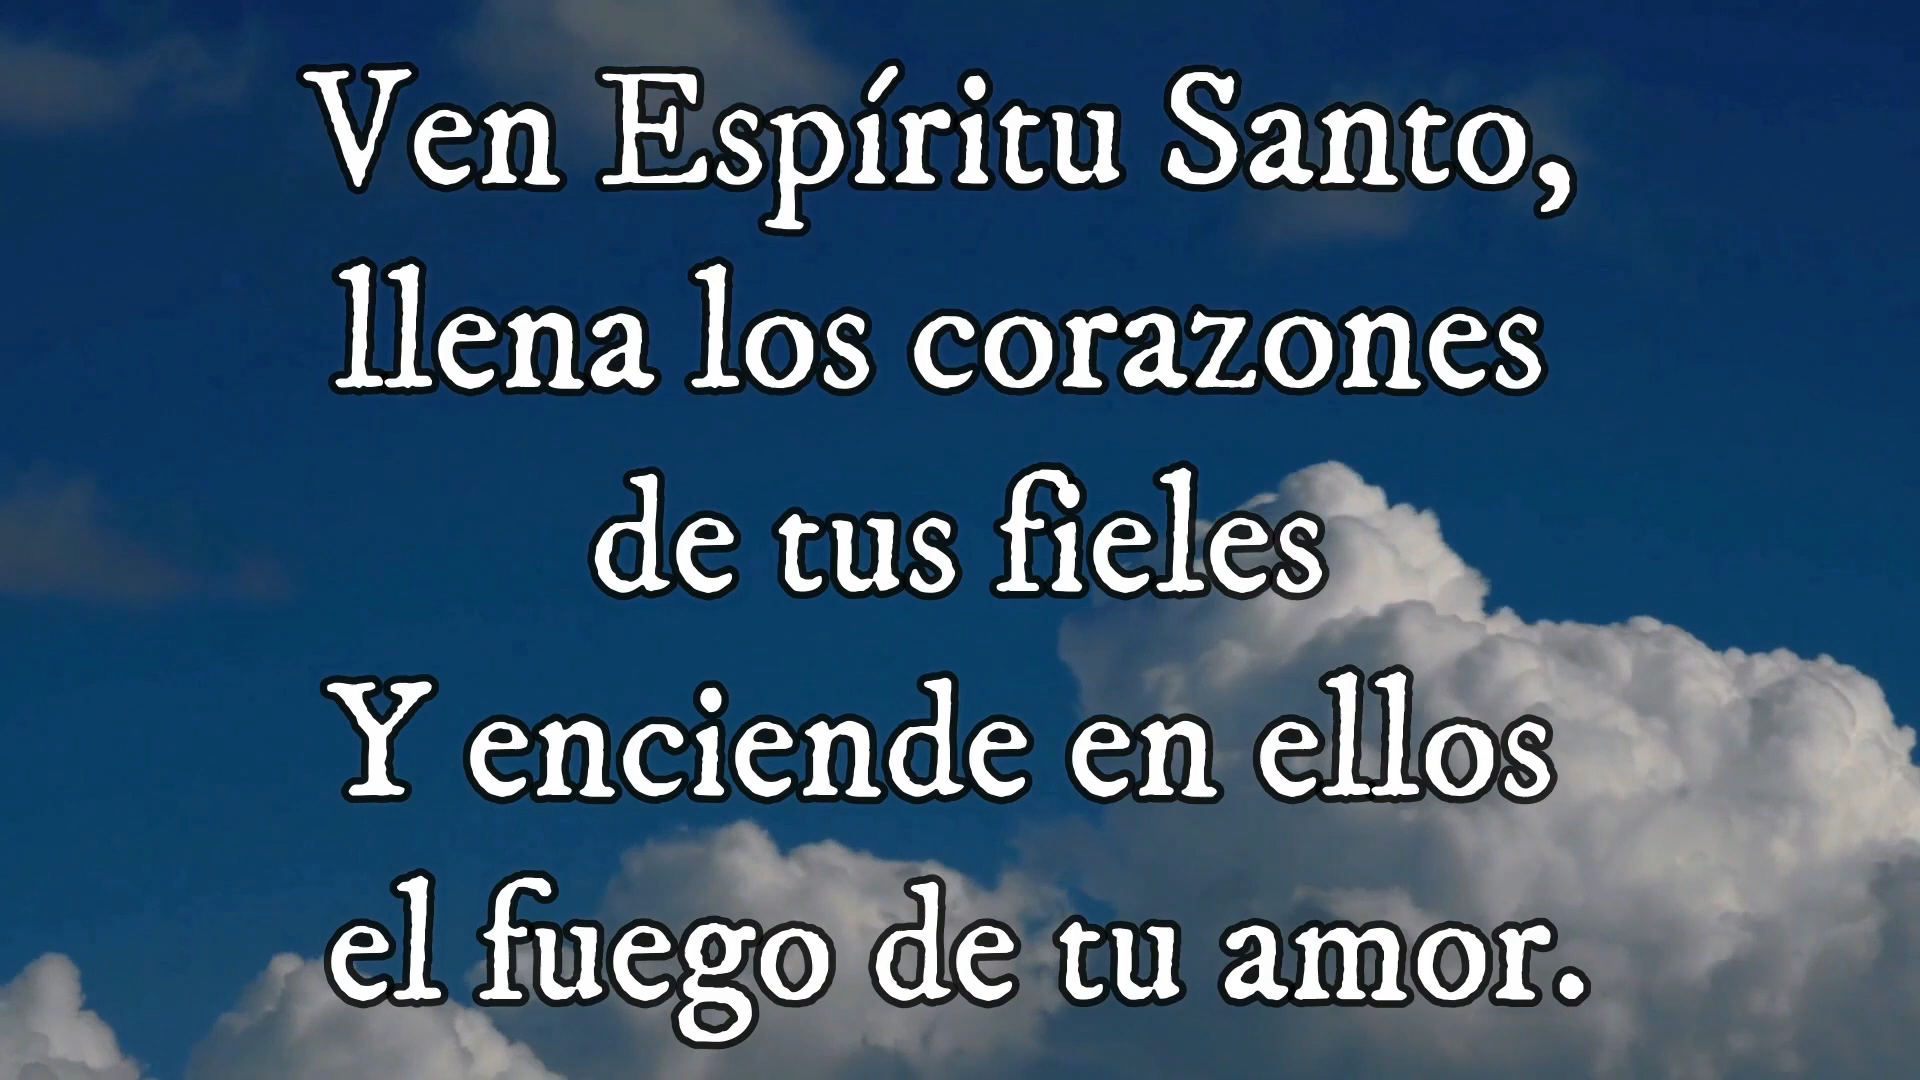 Ven Espíritu Santo,
llena los corazones
de tus fieles
Y enciende en ellos
el fuego de tu amor.